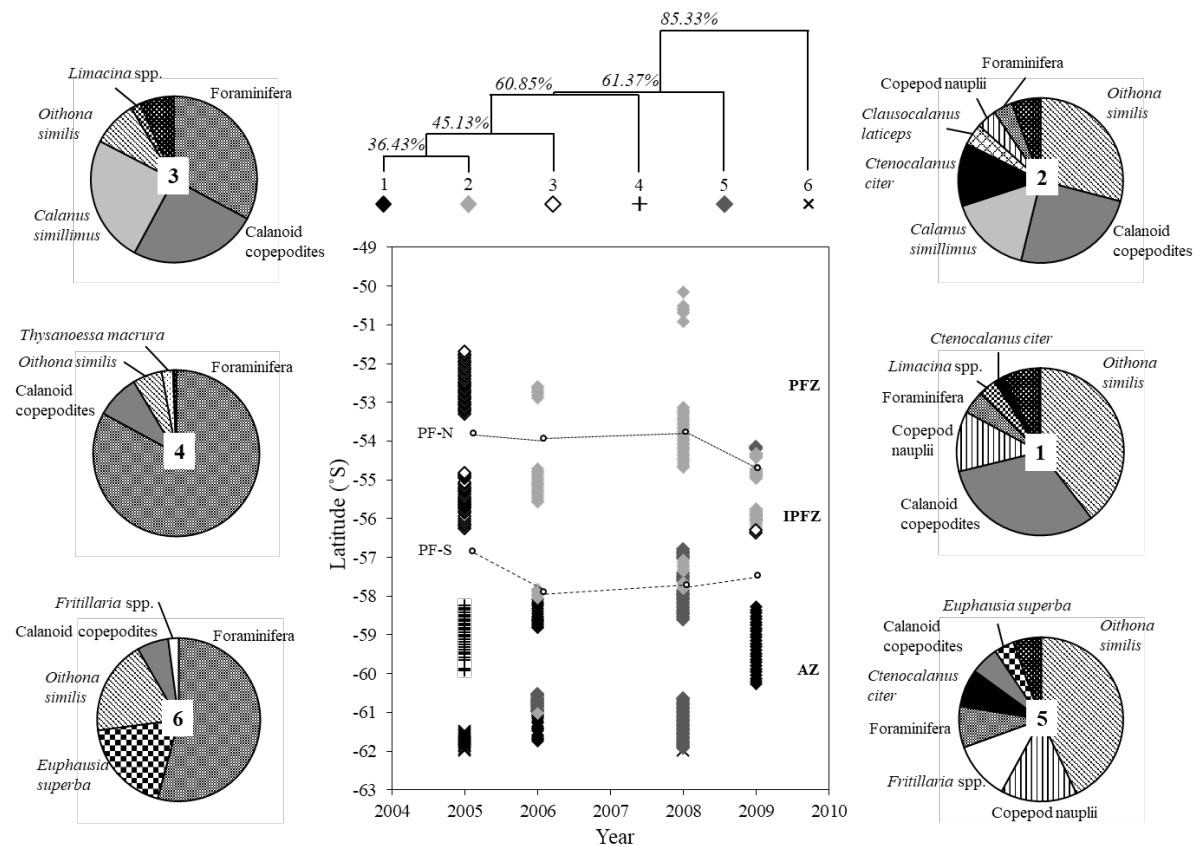 85.33%
60.85%
61.37%
45.13%
36.43%
1
2
3
4
5
6
Limacina spp.
Foraminifera
Oithona
similis
3
Calanus
simillimus
Calanoid
copepodites
Foraminifera
Copepod nauplii
Oithona
similis
Clausocalanus
laticeps
Ctenocalanus
citer
2
Calanus
simillimus
Calanoid
copepodites
Thysanoessa macrura
Oithona similis
Foraminifera
Calanoid
copepodites
4
Ctenocalanus citer
Limacina spp.
Oithona
similis
Foraminifera
Copepod
nauplii
1
Calanoid
copepodites
Fritillaria spp.
Calanoid copepodites
Foraminifera
Oithona
similis
6
Euphausia
superba
Euphausia superba
Calanoid
copepodites
Oithona
similis
Ctenocalanus
citer
Foraminifera
5
Fritillaria spp.
Copepod nauplii
Latitude (˚S)
-49
-50
-51
-52
-53
-54
-55
-56
-57
-58
-59
-60
-61
-62
-63
PFZ
PF-N
IPFZ
PF-S
AZ
2004 2005 2006 2007 2008 2009 2010
Year